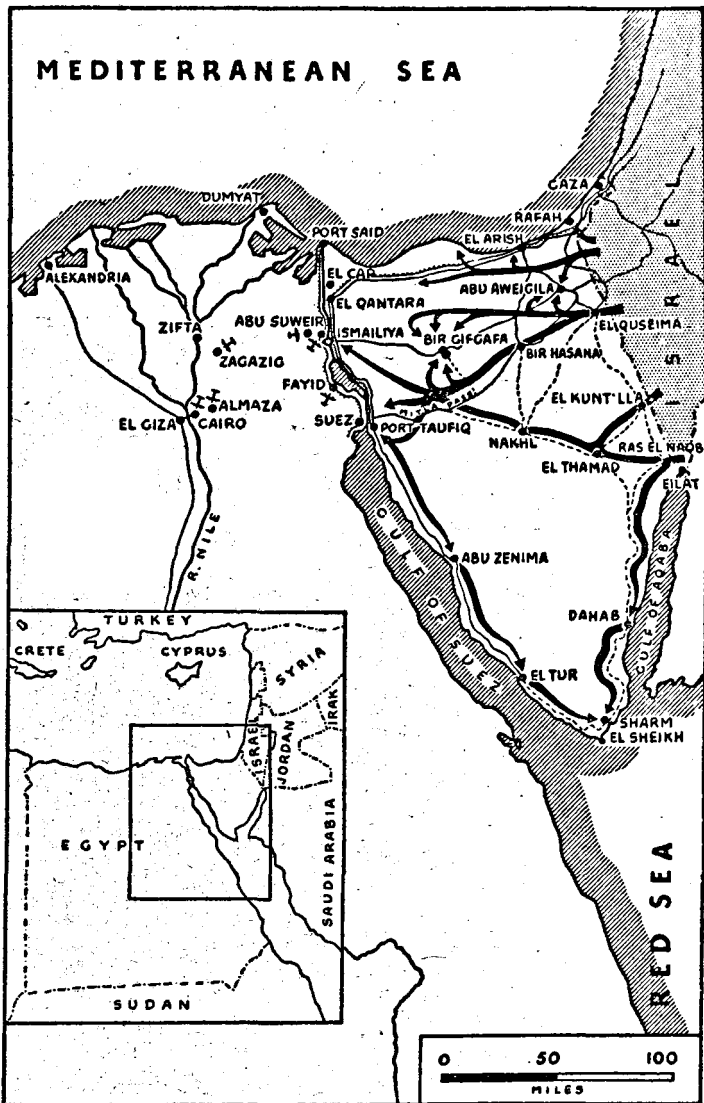 MEDITERRANEAN SEA
GAZA
DUMYAT
RAFAH
PORT SAID
EL ARISH
ISRAEL
ALEXANDRIA
EL CAP
ABU AWEIGILA
EL QANTARA
ZIFTA
ABU SUWEIR
ISMAILIYA
BIR GIFGAFA
EL QUSEIMA
ZAGAZIG
BIR HASANA
FAYID
EL KUNT'LLA
ALMAZA
MITLA PASS
EL GIZA
CAIRO
SUEZ
PORT TAUFIQ
NAKHL
RAS EL NAQB
EL THAMAD
EILAT
R. NILE
GULF OF SUEZ
ABU ZENIMA
GULF OF AQABA
DAHAB
EL TUR
SHARM
EL SHEIKH
RED SEA
TURKEY
CRETE
CYPRUS
SYRIA
IRAK
ISRAEL
JORDAN
EGYPT
SAUDI ARABIA
SUDAN
0 50 100
MILES